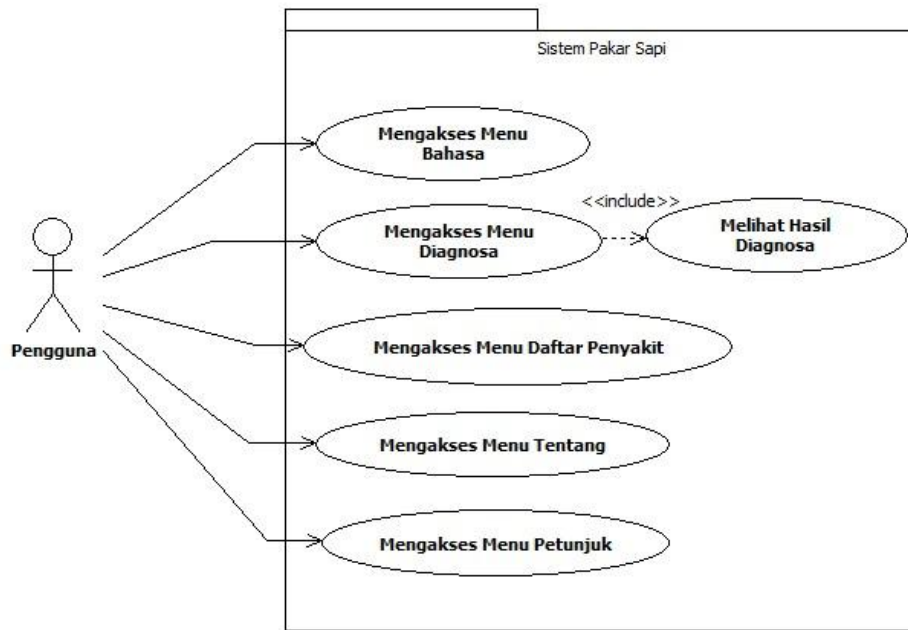 Sistem Pakar Sapi
Mengakses Menu
Bahasa
<<include>>
Mengakses Menu
Diagnosa
Melihat Hasil
Diagnosa
Pengguna
Mengakses Menu Daftar Penyakit
Mengakses Menu Tentang
Mengakses Menu Petunjuk